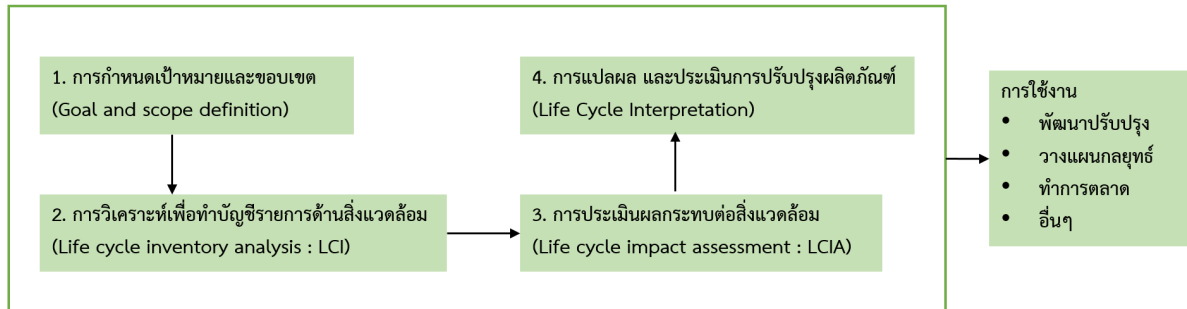 1. การกำหนดเป้าหมายและขอบเขต
(Goal and scope definition)
2. การวิเคราะห์เพื่อทำบัญชีรายการด้านสิ่งแวดล้อม
(Life cycle inventory analysis : LCI)
3. การประเมินผลกระทบต่อสิ่งแวดล้อม
(Life cycle impact assessment : LCIA)
4. การแปลผล และประเมินการปรับปรุงผลิตภัณฑ์
(Life Cycle Interpretation)
การใช้งาน
• พัฒนาปรับปรุง
• วางแผนกลยุทธ์
• ทำการตลาด
• อื่นๆ